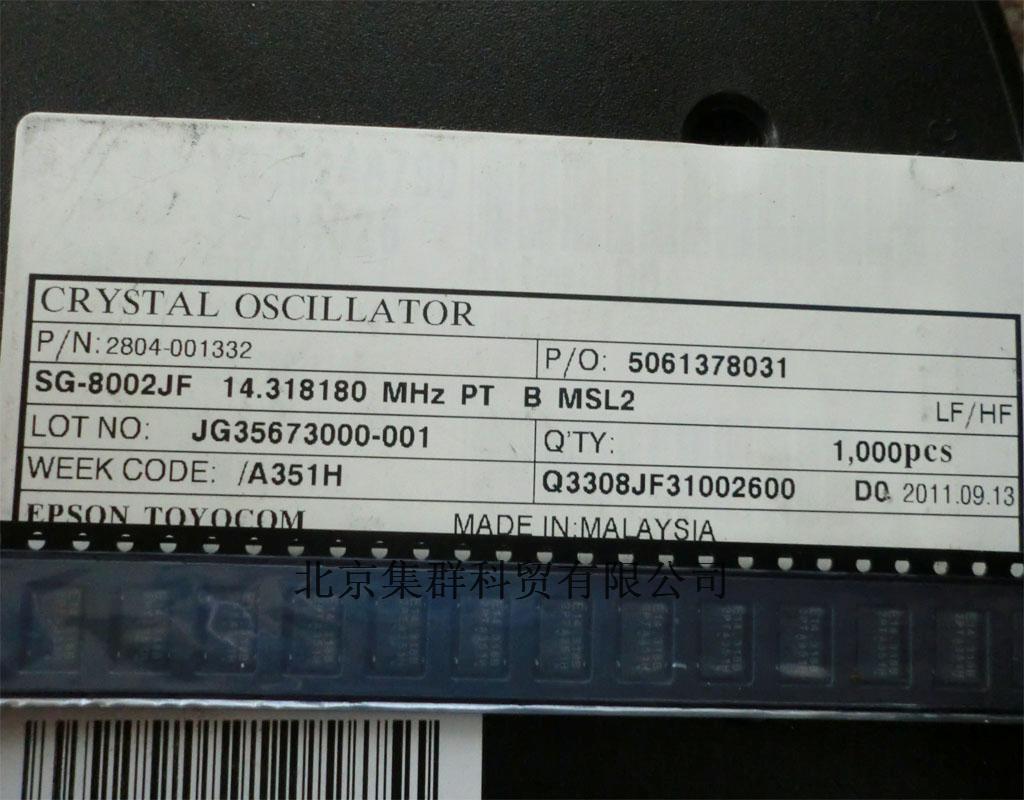 CRYSTAL OSCILLATOR
P/N: 2804-001332
P/O: 5061378031
SG-8002JF 14.318180 MHz PT B MSL2
LF/HF
LOT NO: JG35673000-001
Q'TY: 1,000pcs
WEEK CODE: /A351H
Q3308JF31002600 D0 2011.09.13
EPSON TOYOCOM
MADE IN:MALAYSIA
北京集群科贸有限公司